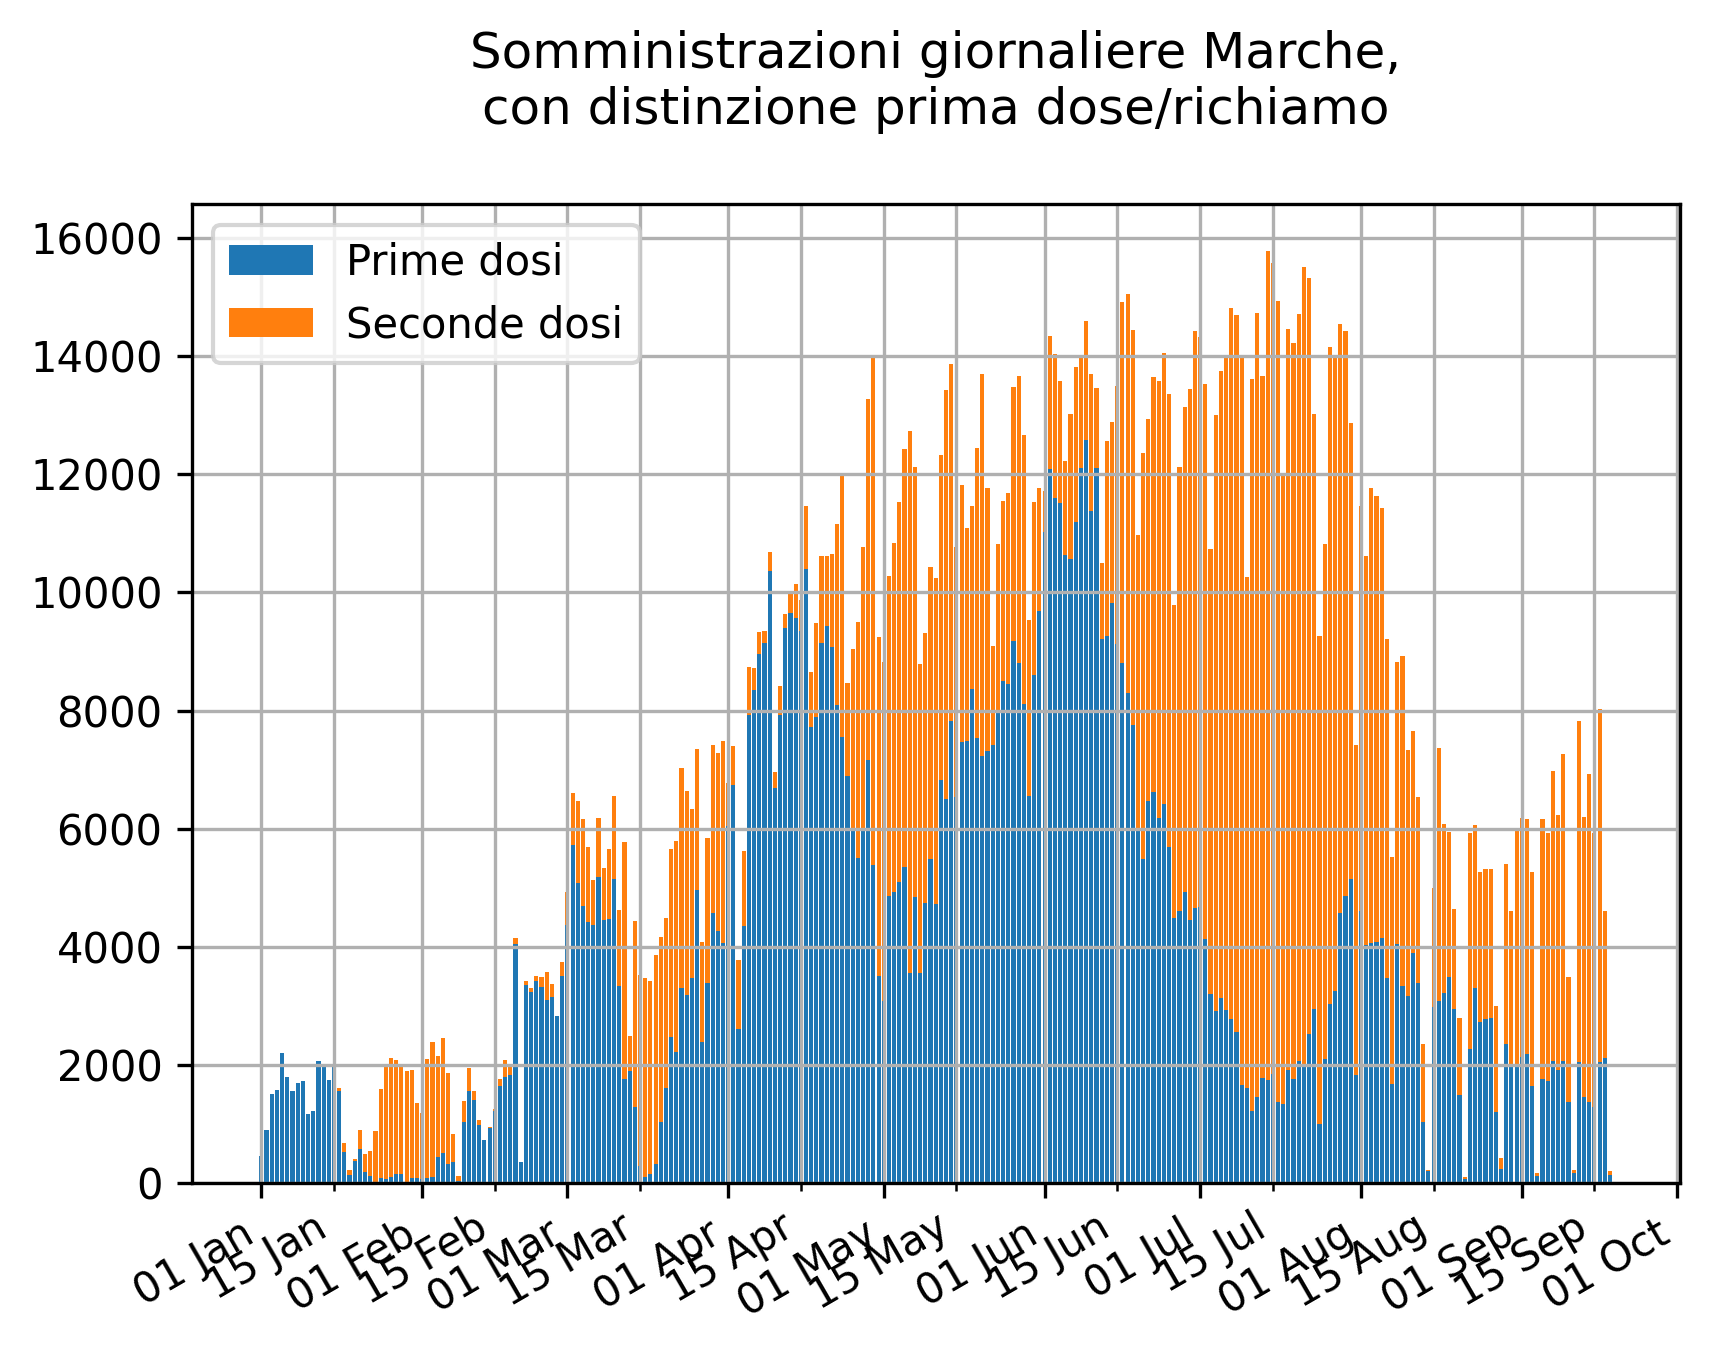 Somministrazioni giornaliere Marche,
con distinzione prima dose/richiamo
16000
14000
12000
10000
8000
6000
4000
2000
0
Prime dosi
Seconde dosi
01 Jan
15 Jan
01 Feb
15 Feb
01 Mar
15 Mar
01 Apr
15 Apr
01 May
15 May
01 Jun
15 Jun
01 Jul
15 Jul
01 Aug
15 Aug
01 Sep
15 Sep
01 Oct